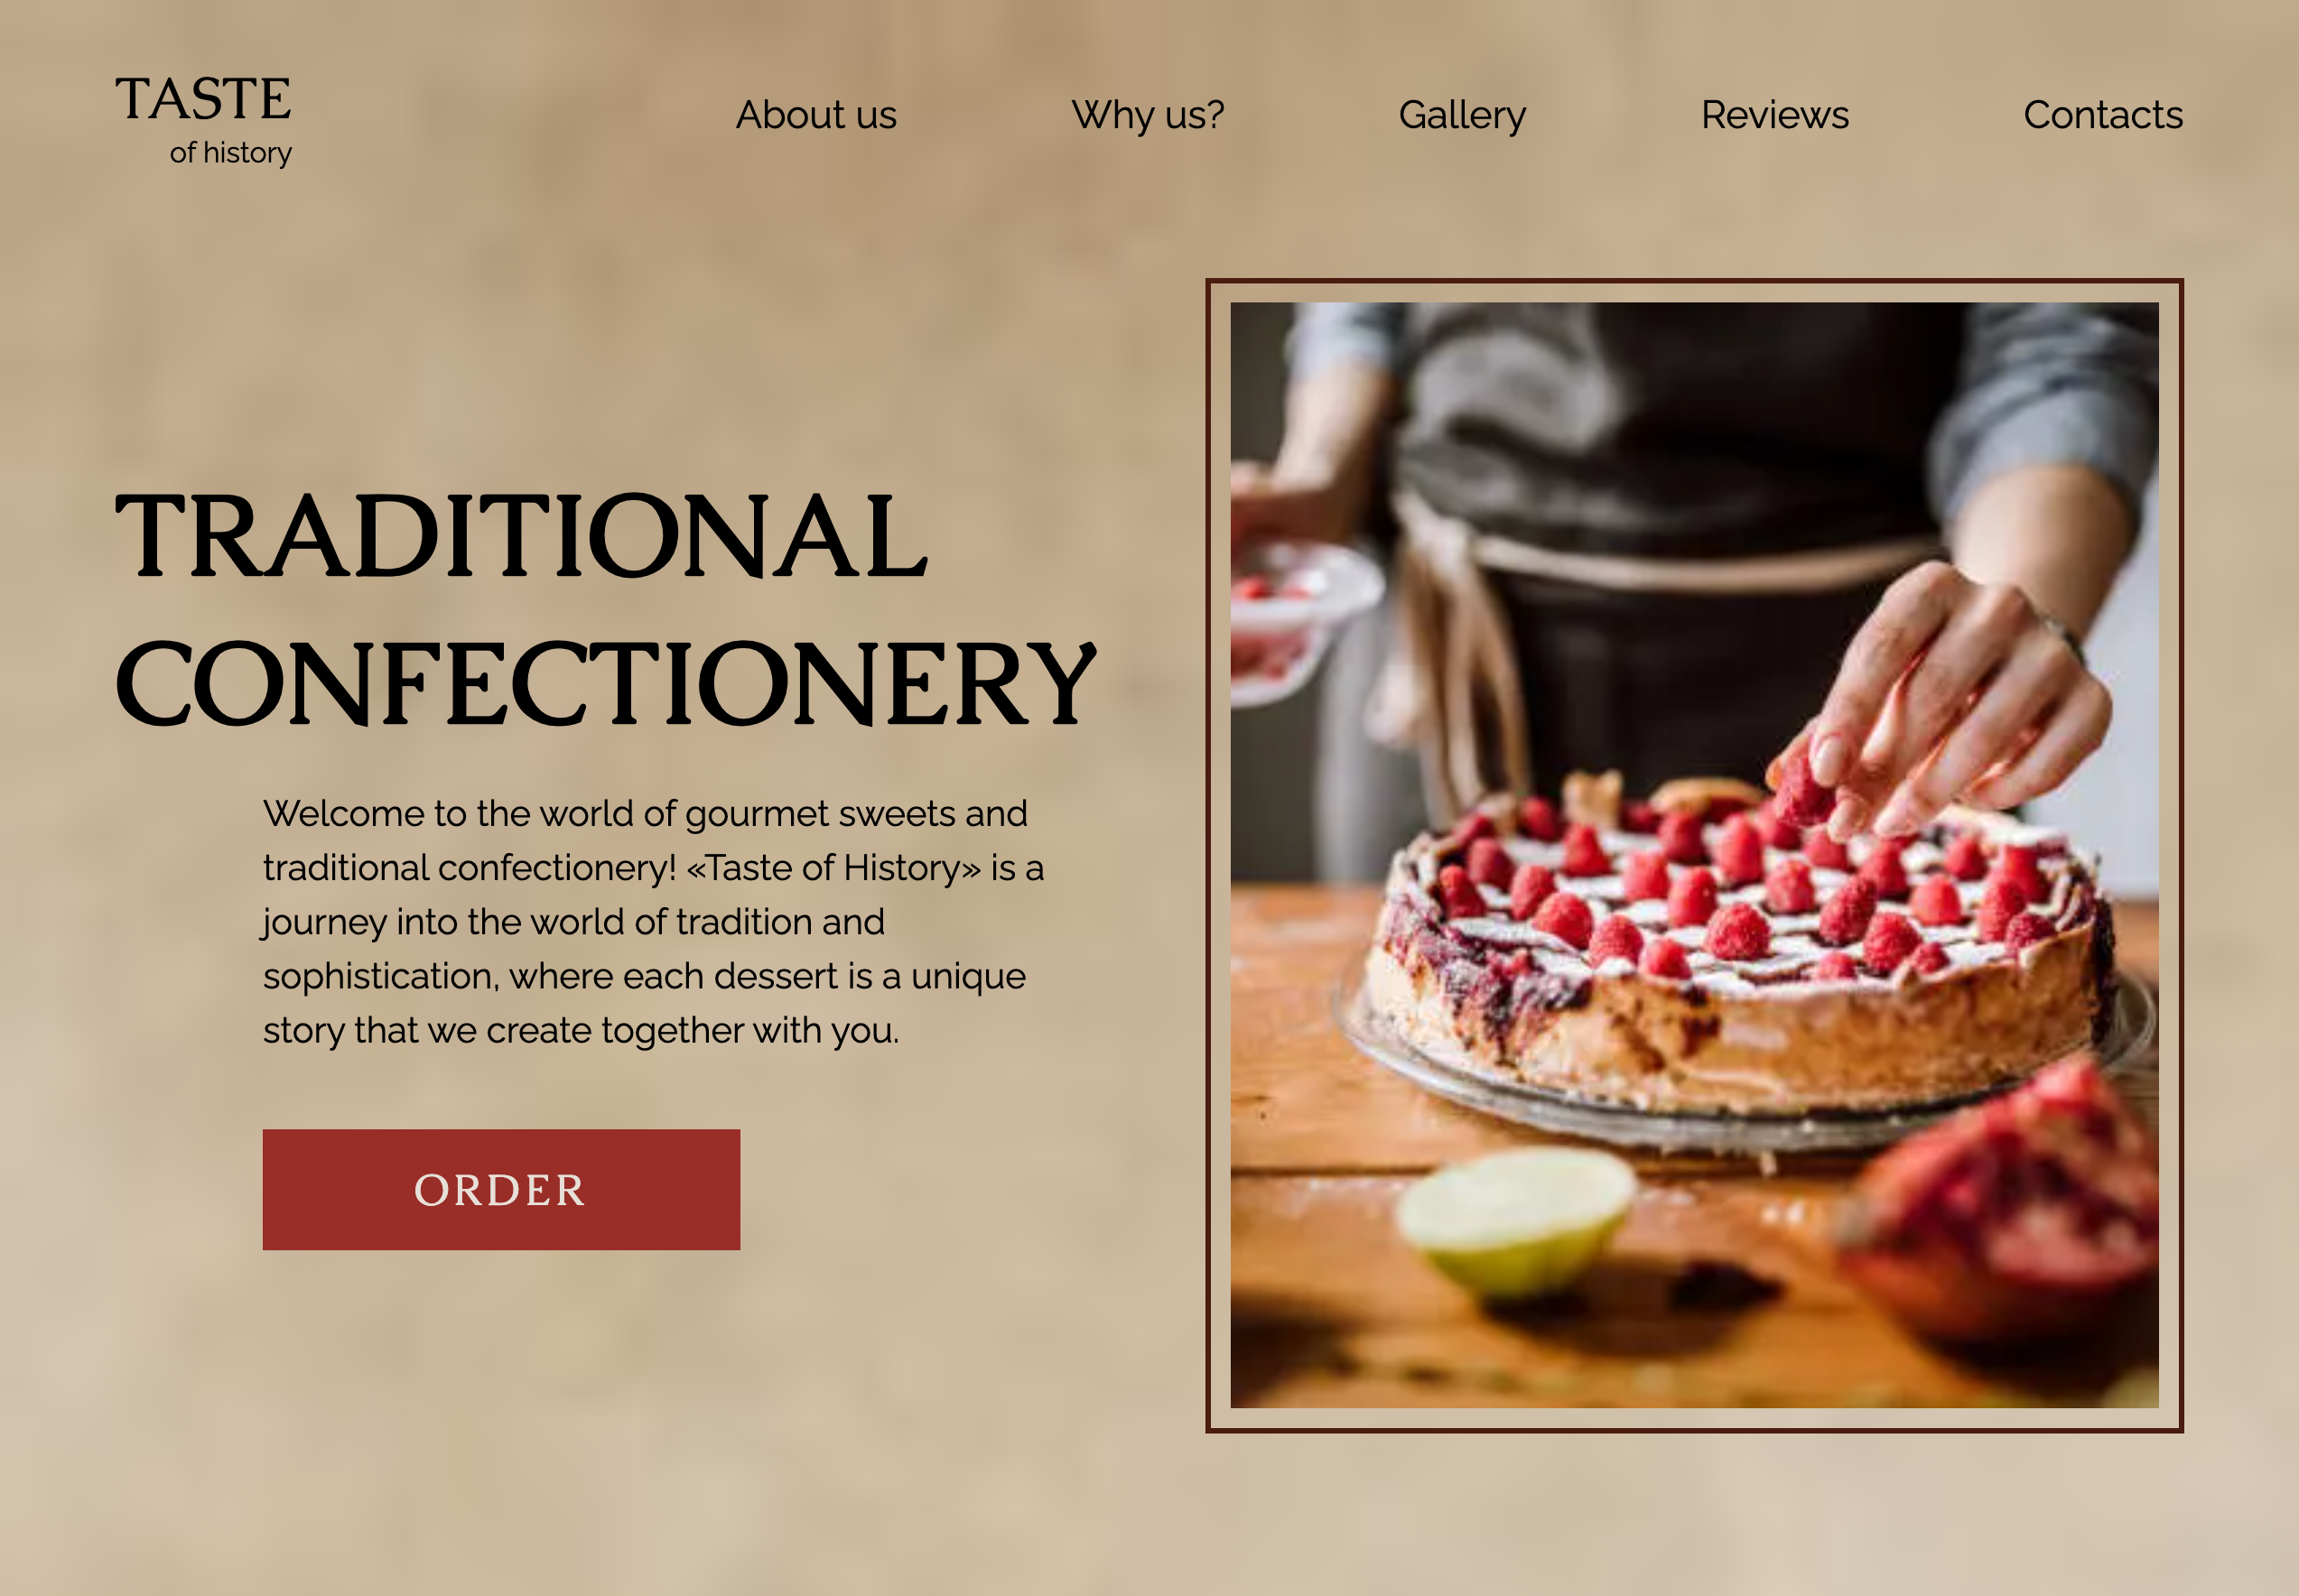 TASTE
of history
About us
Why us?
Gallery
Reviews
Contacts
TRADITIONAL
CONFECTIONERY
Welcome to the world of gourmet sweets and
traditional confectionery! «Taste of History» is a
journey into the world of tradition and
sophistication, where each dessert is a unique
story that we create together with you.
ORDER